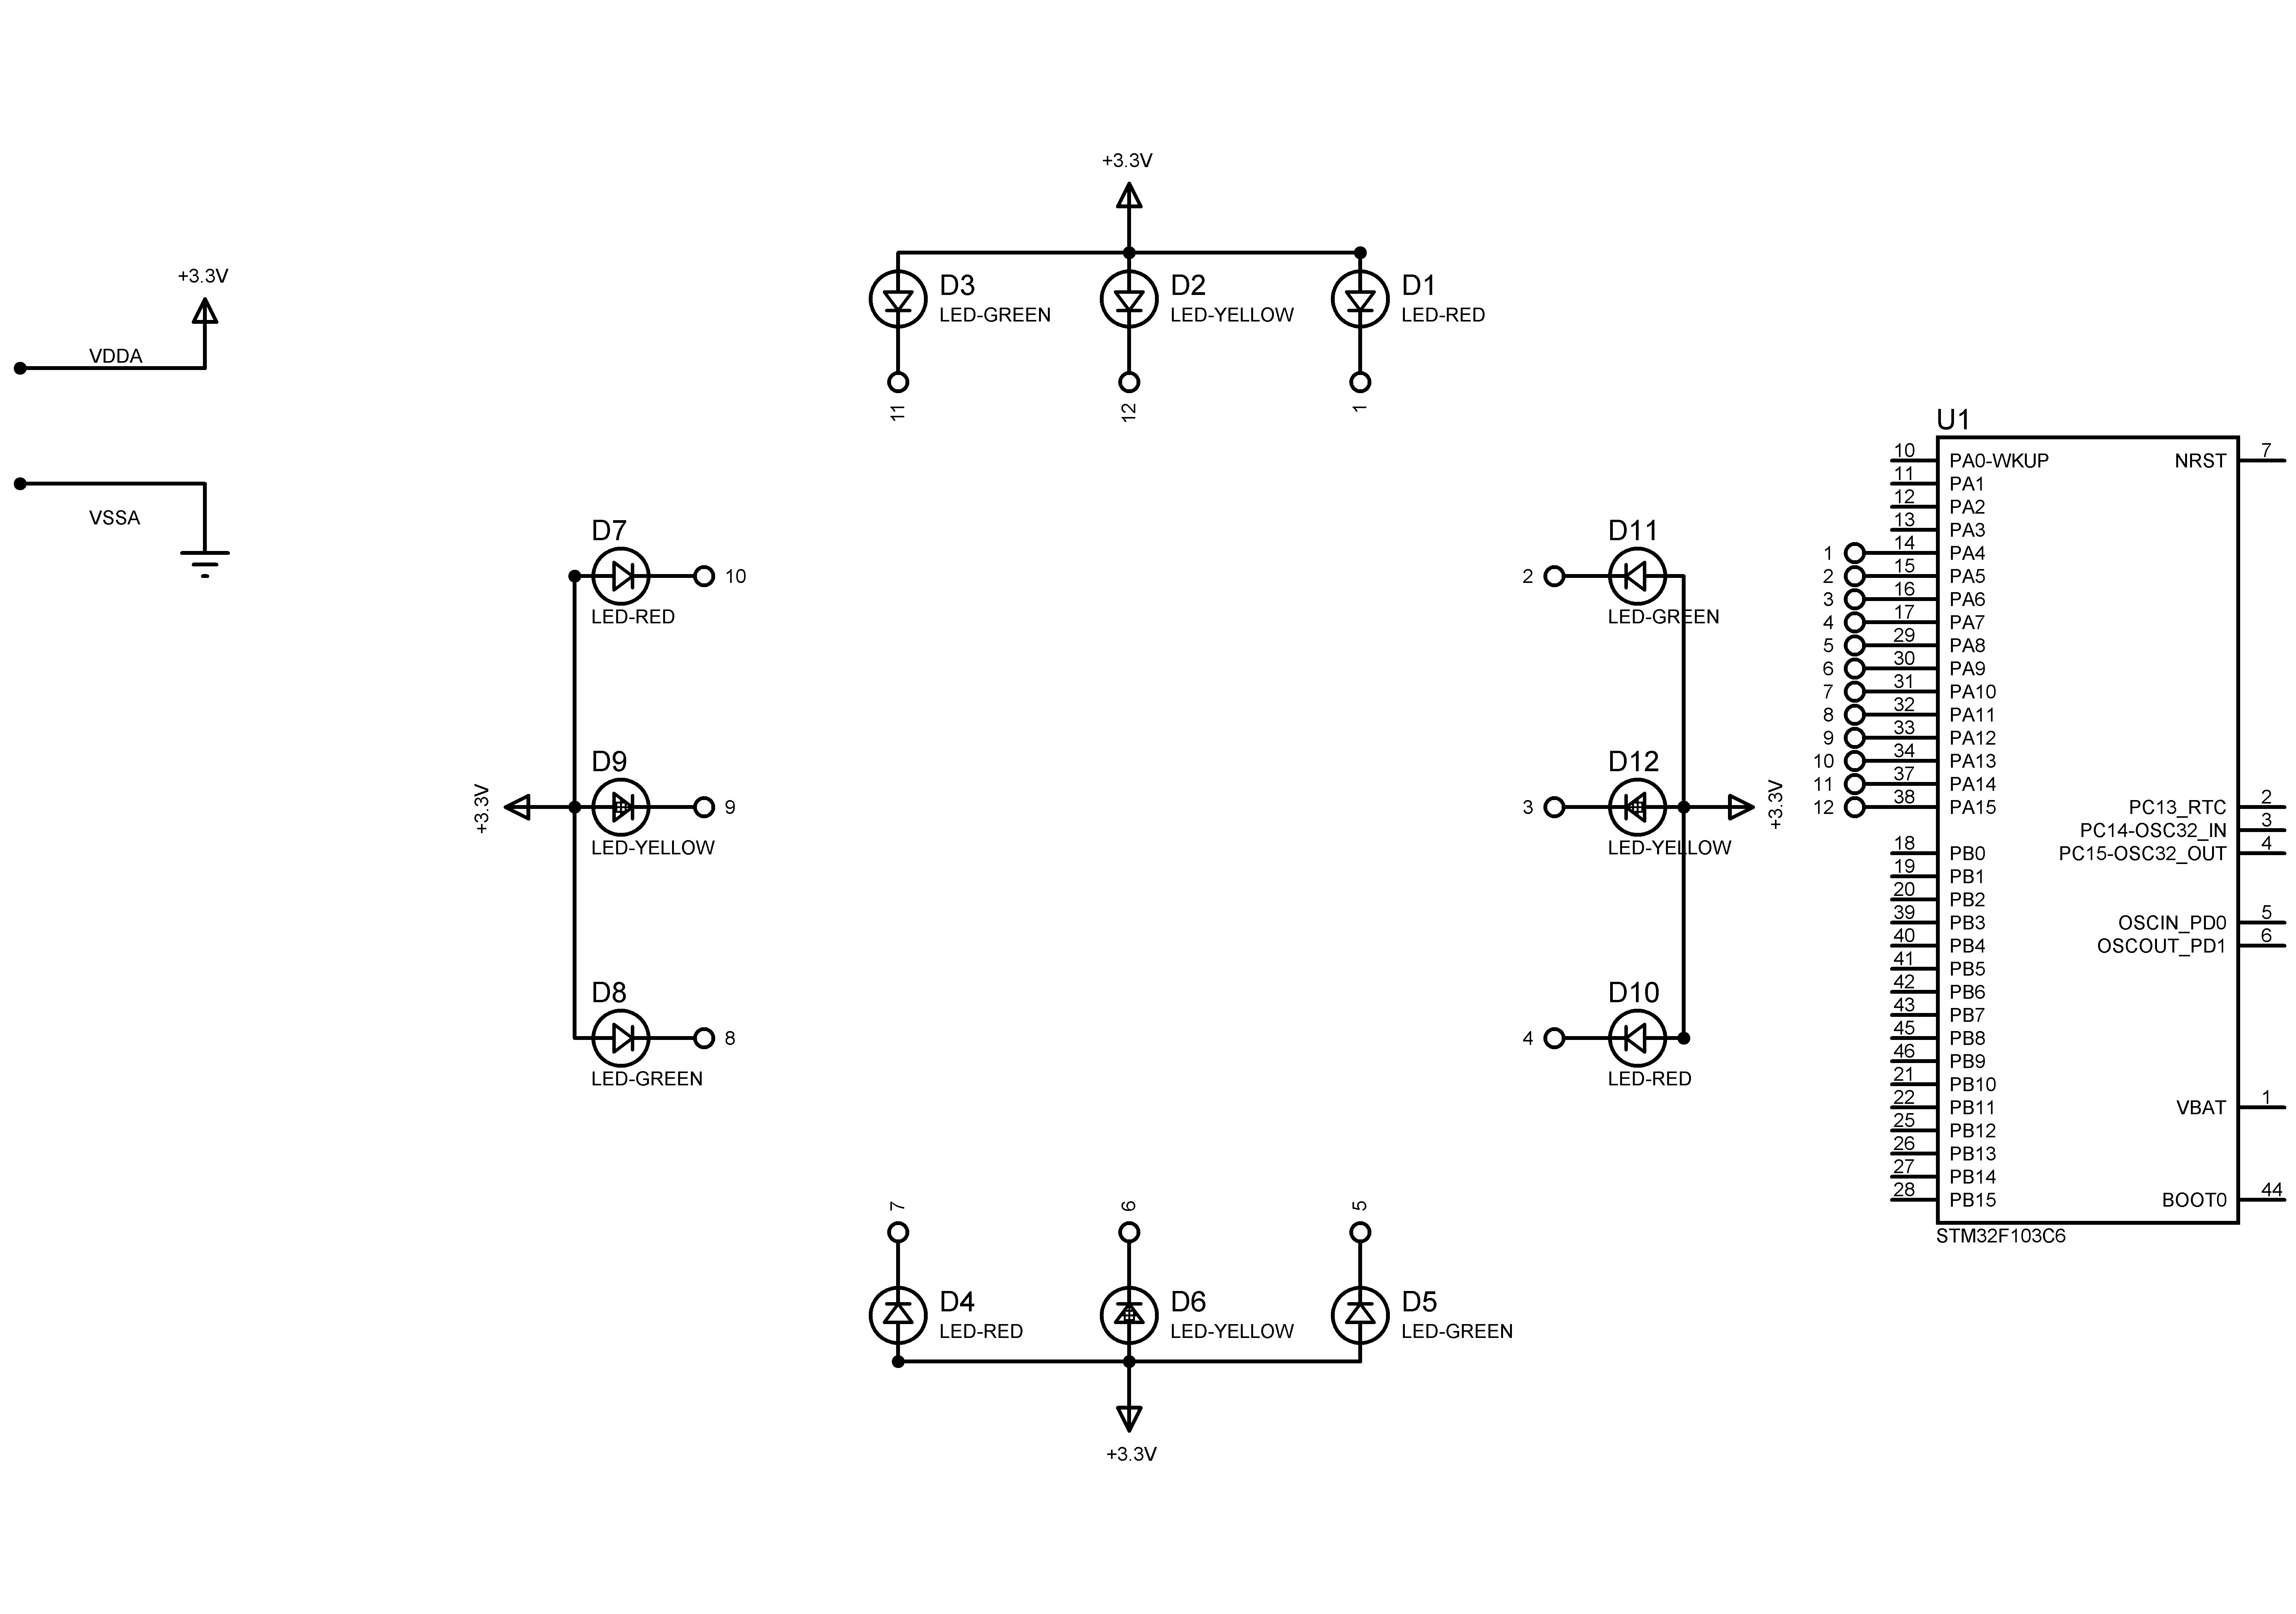 +3.3V
D3
LED-GREEN
D2
LED-YELLOW
D1
LED-RED
11
12
1
+3.3V
VDDA
VSSA
D7
10
LED-RED
D9
9
LED-YELLOW
+3.3V
D8
8
LED-GREEN
D11
2
LED-GREEN
D12
3
LED-YELLOW
+3.3V
D10
4
LED-RED
7
6
5
D4
LED-RED
D6
LED-YELLOW
D5
LED-GREEN
+3.3V
U1
10 PA0-WKUP NRST 7
11 PA1
12 PA2
13 PA3
1 14 PA4
2 15 PA5
3 16 PA6
4 17 PA7
5 29 PA8
6 30 PA9
7 31 PA10
8 32 PA11
9 33 PA12
10 34 PA13
11 37 PA14
12 38 PA15 PC13_RTC 2
PC14-OSC32_IN 3
18 PB0 PC15-OSC32_OUT 4
19 PB1
20 PB2
39 PB3 OSCIN_PD0 5
40 PB4 OSCOUT_PD1 6
41 PB5
42 PB6
43 PB7
45 PB8
46 PB9
21 PB10
22 PB11 VBAT 1
25 PB12
26 PB13
27 PB14
28 PB15 BOOT0 44
STM32F103C6